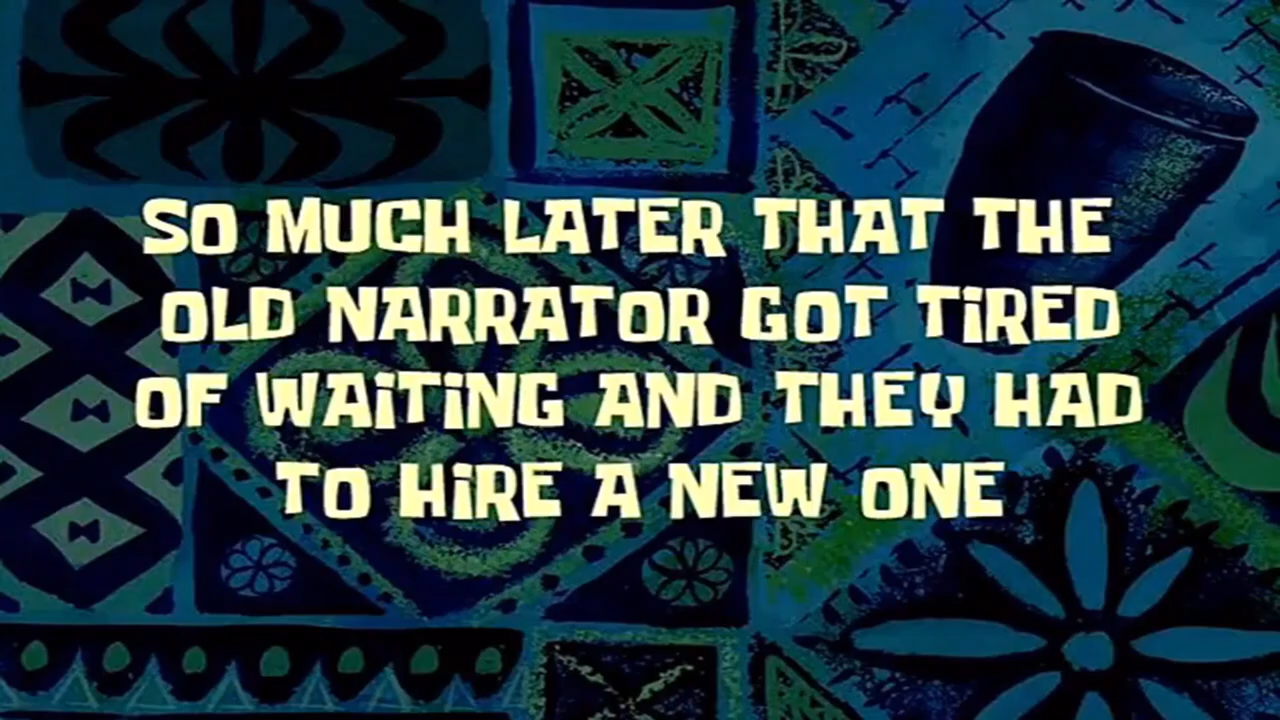 SO MUCH LATER THAT THE
OLD NARRATOR GOT TiRED
OF WAiTiNG AND THEY HAD
TO HiRE A NEW ONE